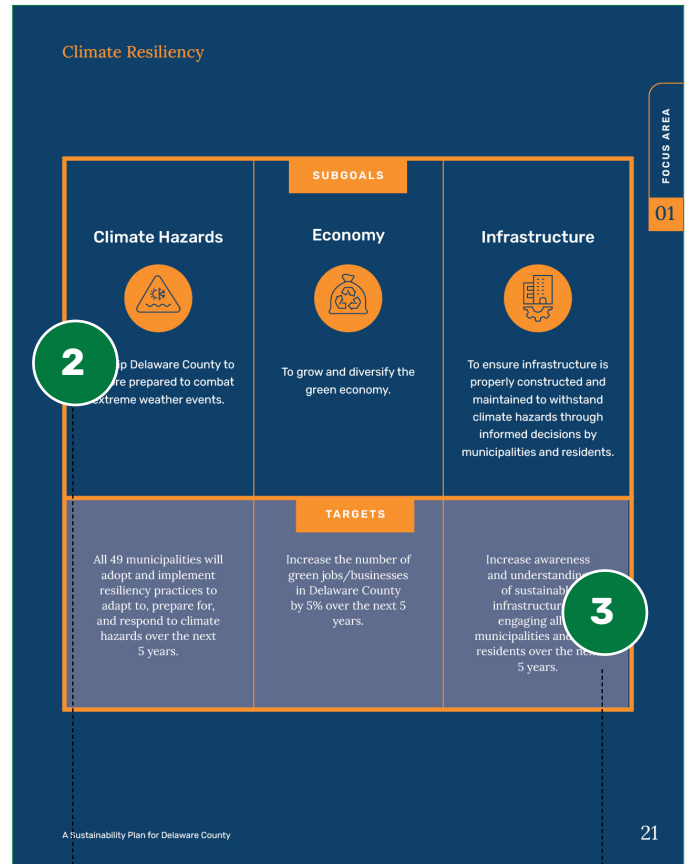 Climate Resiliency
FOCUS AREA
01
SUBGOALS
Climate Hazards
Economy
Infrastructure
2
Delaware County to
prepared to combat
extreme weather events.
To grow and diversify the
green economy.
To ensure infrastructure is
properly constructed and
maintained to withstand
climate hazards through
informed decisions by
municipalities and residents.
TARGETS
All 49 municipalities will
adopt and implement
resiliency practices to
adapt to, prepare for,
and respond to climate
hazards over the next
5 years.
Increase the number of
green jobs/businesses
in Delaware County
by 5% over the next 5
years.
Increase awareness
and understanding
of sustainable
infrastructure
engaging all
municipalities and
residents over the next
5 years.
3
A Sustainability Plan for Delaware County
21